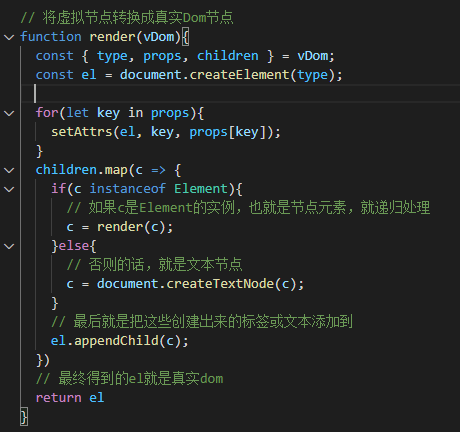 // 将虚拟节点转换成真实Dom节点
function render(vDom){
const { type, props, children } = vDom;
const el = document.createElement(type);
for(let key in props){
setAttrs(el, key, props[key]);
}
children.map(c => {
if(c instanceof Element){
// 如果c是Element的实例，也就是节点元素，就递归处理
c = render(c);
}else{
// 否则的话，就是文本节点
c = document.createTextNode(c);
}
// 最后就是把这些创建出来的标签或文本添加到
el.appendChild(c);
})
// 最终得到的el就是真实dom
return el
}